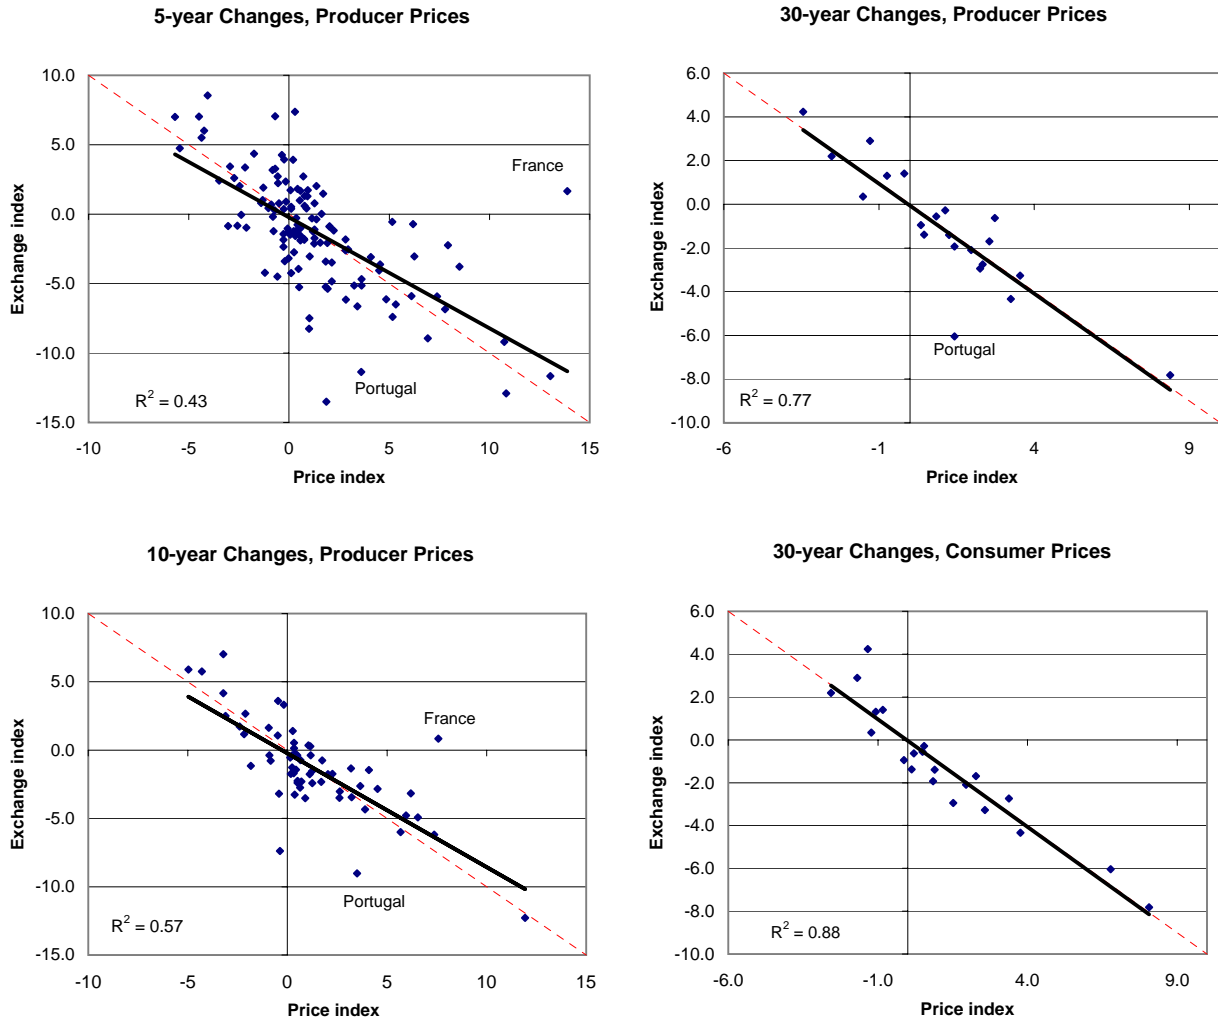 5-year Changes, Producer Prices
10.0
5.0
0.0
-5.0
-10.0
-15.0
-10
-5
0
5
10
15
Exchange index
Price index
France
Portugal
R² = 0.43
30-year Changes, Producer Prices
6.0
4.0
2.0
0.0
-2.0
-4.0
-6.0
-8.0
-10.0
-6
-1
4
9
Exchange index
Price index
Portugal
R² = 0.77
10-year Changes, Producer Prices
10.0
5.0
0.0
-5.0
-10.0
-15.0
-10
-5
0
5
10
15
Exchange index
Price index
France
Portugal
R² = 0.57
30-year Changes, Consumer Prices
6.0
4.0
2.0
0.0
-2.0
-4.0
-6.0
-8.0
-10.0
-6.0
-1.0
4.0
9.0
Exchange index
Price index
R² = 0.88